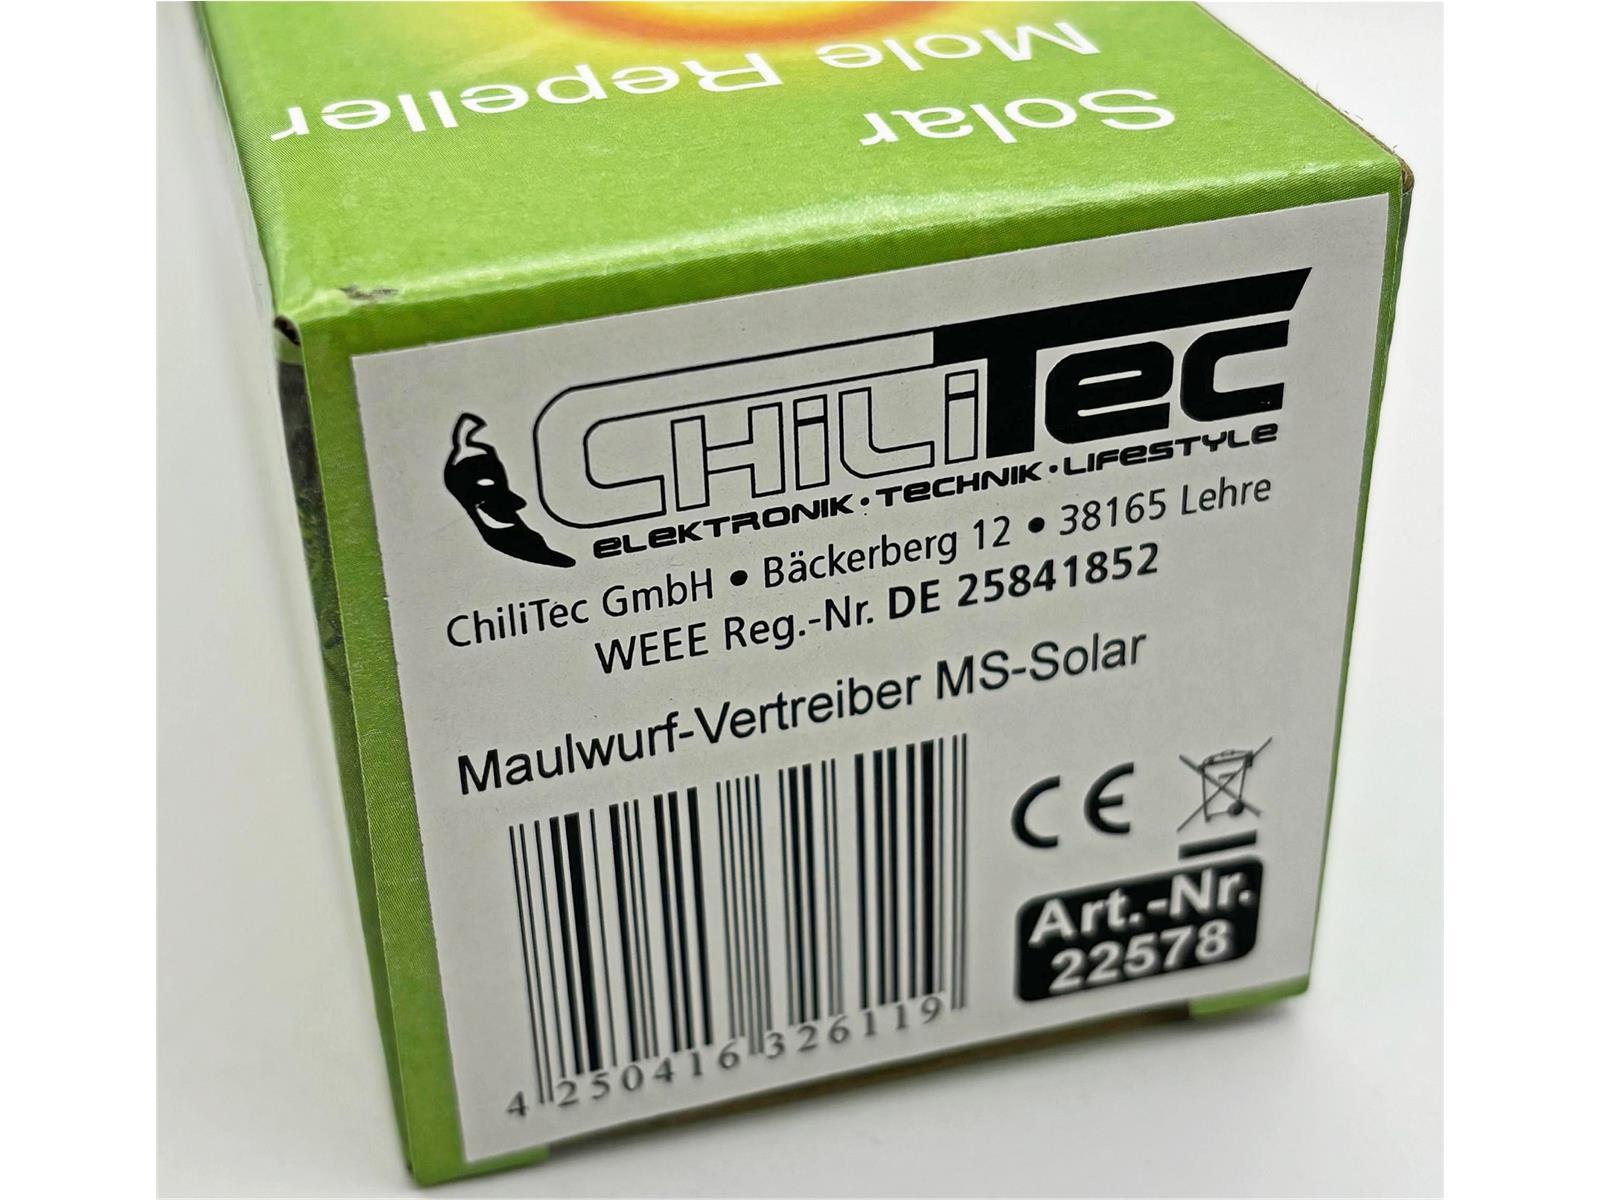 Solar
Mole Repeller
CHiLiTec
eLeKTRONIK · TECHNIK · LIFeSTYLe
ChiliTec GmbH • Bäckerberg 12 • 38165 Lehre
WEEE Reg.-Nr. DE 25841852
Maulwurf-Vertreiber MS-Solar
CE
4 250416 326119
Art.-Nr.
22578